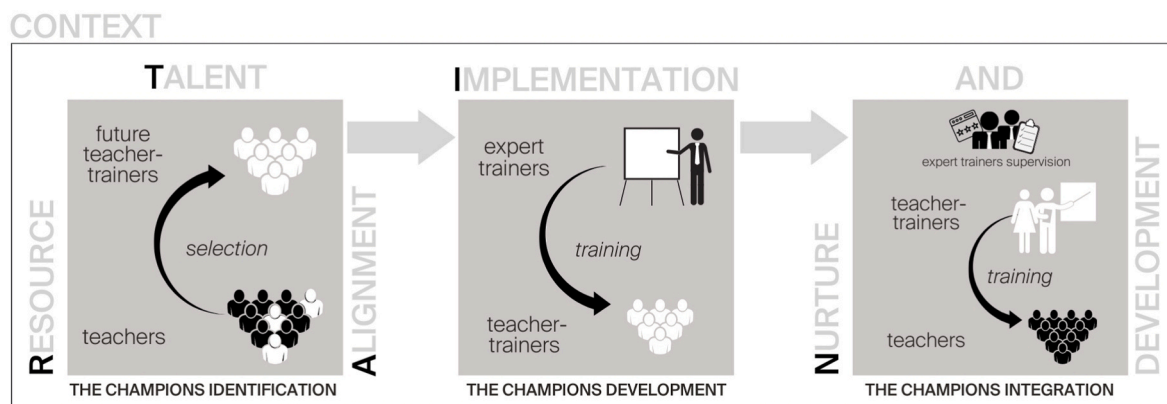 CONTEXT
TALENT
IMPLEMENTATION
AND
RESOURCE
future
teacher-
trainers
selection
teachers
THE CHAMPIONS IDENTIFICATION
ALIGNMENT
expert
trainers
training
teacher-
trainers
THE CHAMPIONS DEVELOPMENT
NURTURE
expert trainers supervision
teacher-
trainers
training
teachers
THE CHAMPIONS INTEGRATION
DEVELOPMENT